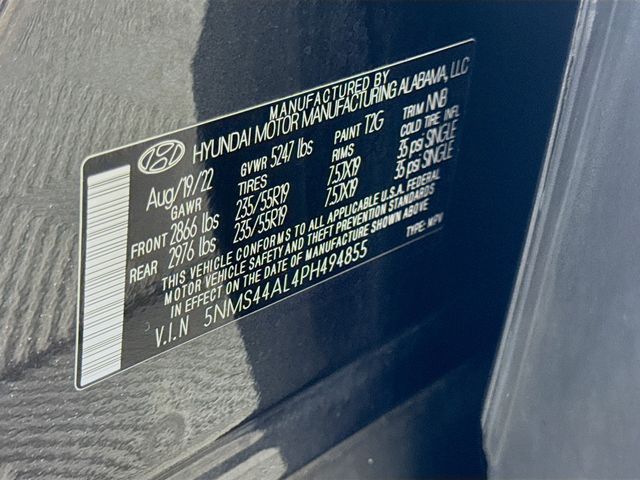 MANUFACTURED BY
HYUNDAI MOTOR MANUFACTURING ALABAMA, LLC
Aug/19/22 GVWR 5247 lbs PAINT T2G TRIM NNB
GAWR TIRES RIMS COLD TIRE INFL
FRONT 2866 lbs 235/55R19 7.5JX19 35 psi SINGLE
REAR 2976 lbs 235/55R19 7.5JX19 35 psi SINGLE
THIS VEHICLE CONFORMS TO ALL APPLICABLE U.S.A. FEDERAL
MOTOR VEHICLE SAFETY AND THEFT PREVENTION STANDARDS
IN EFFECT ON THE DATE OF MANUFACTURE SHOWN ABOVE
V.I.N 5NMS44AL4PH494855 TYPE: MPV